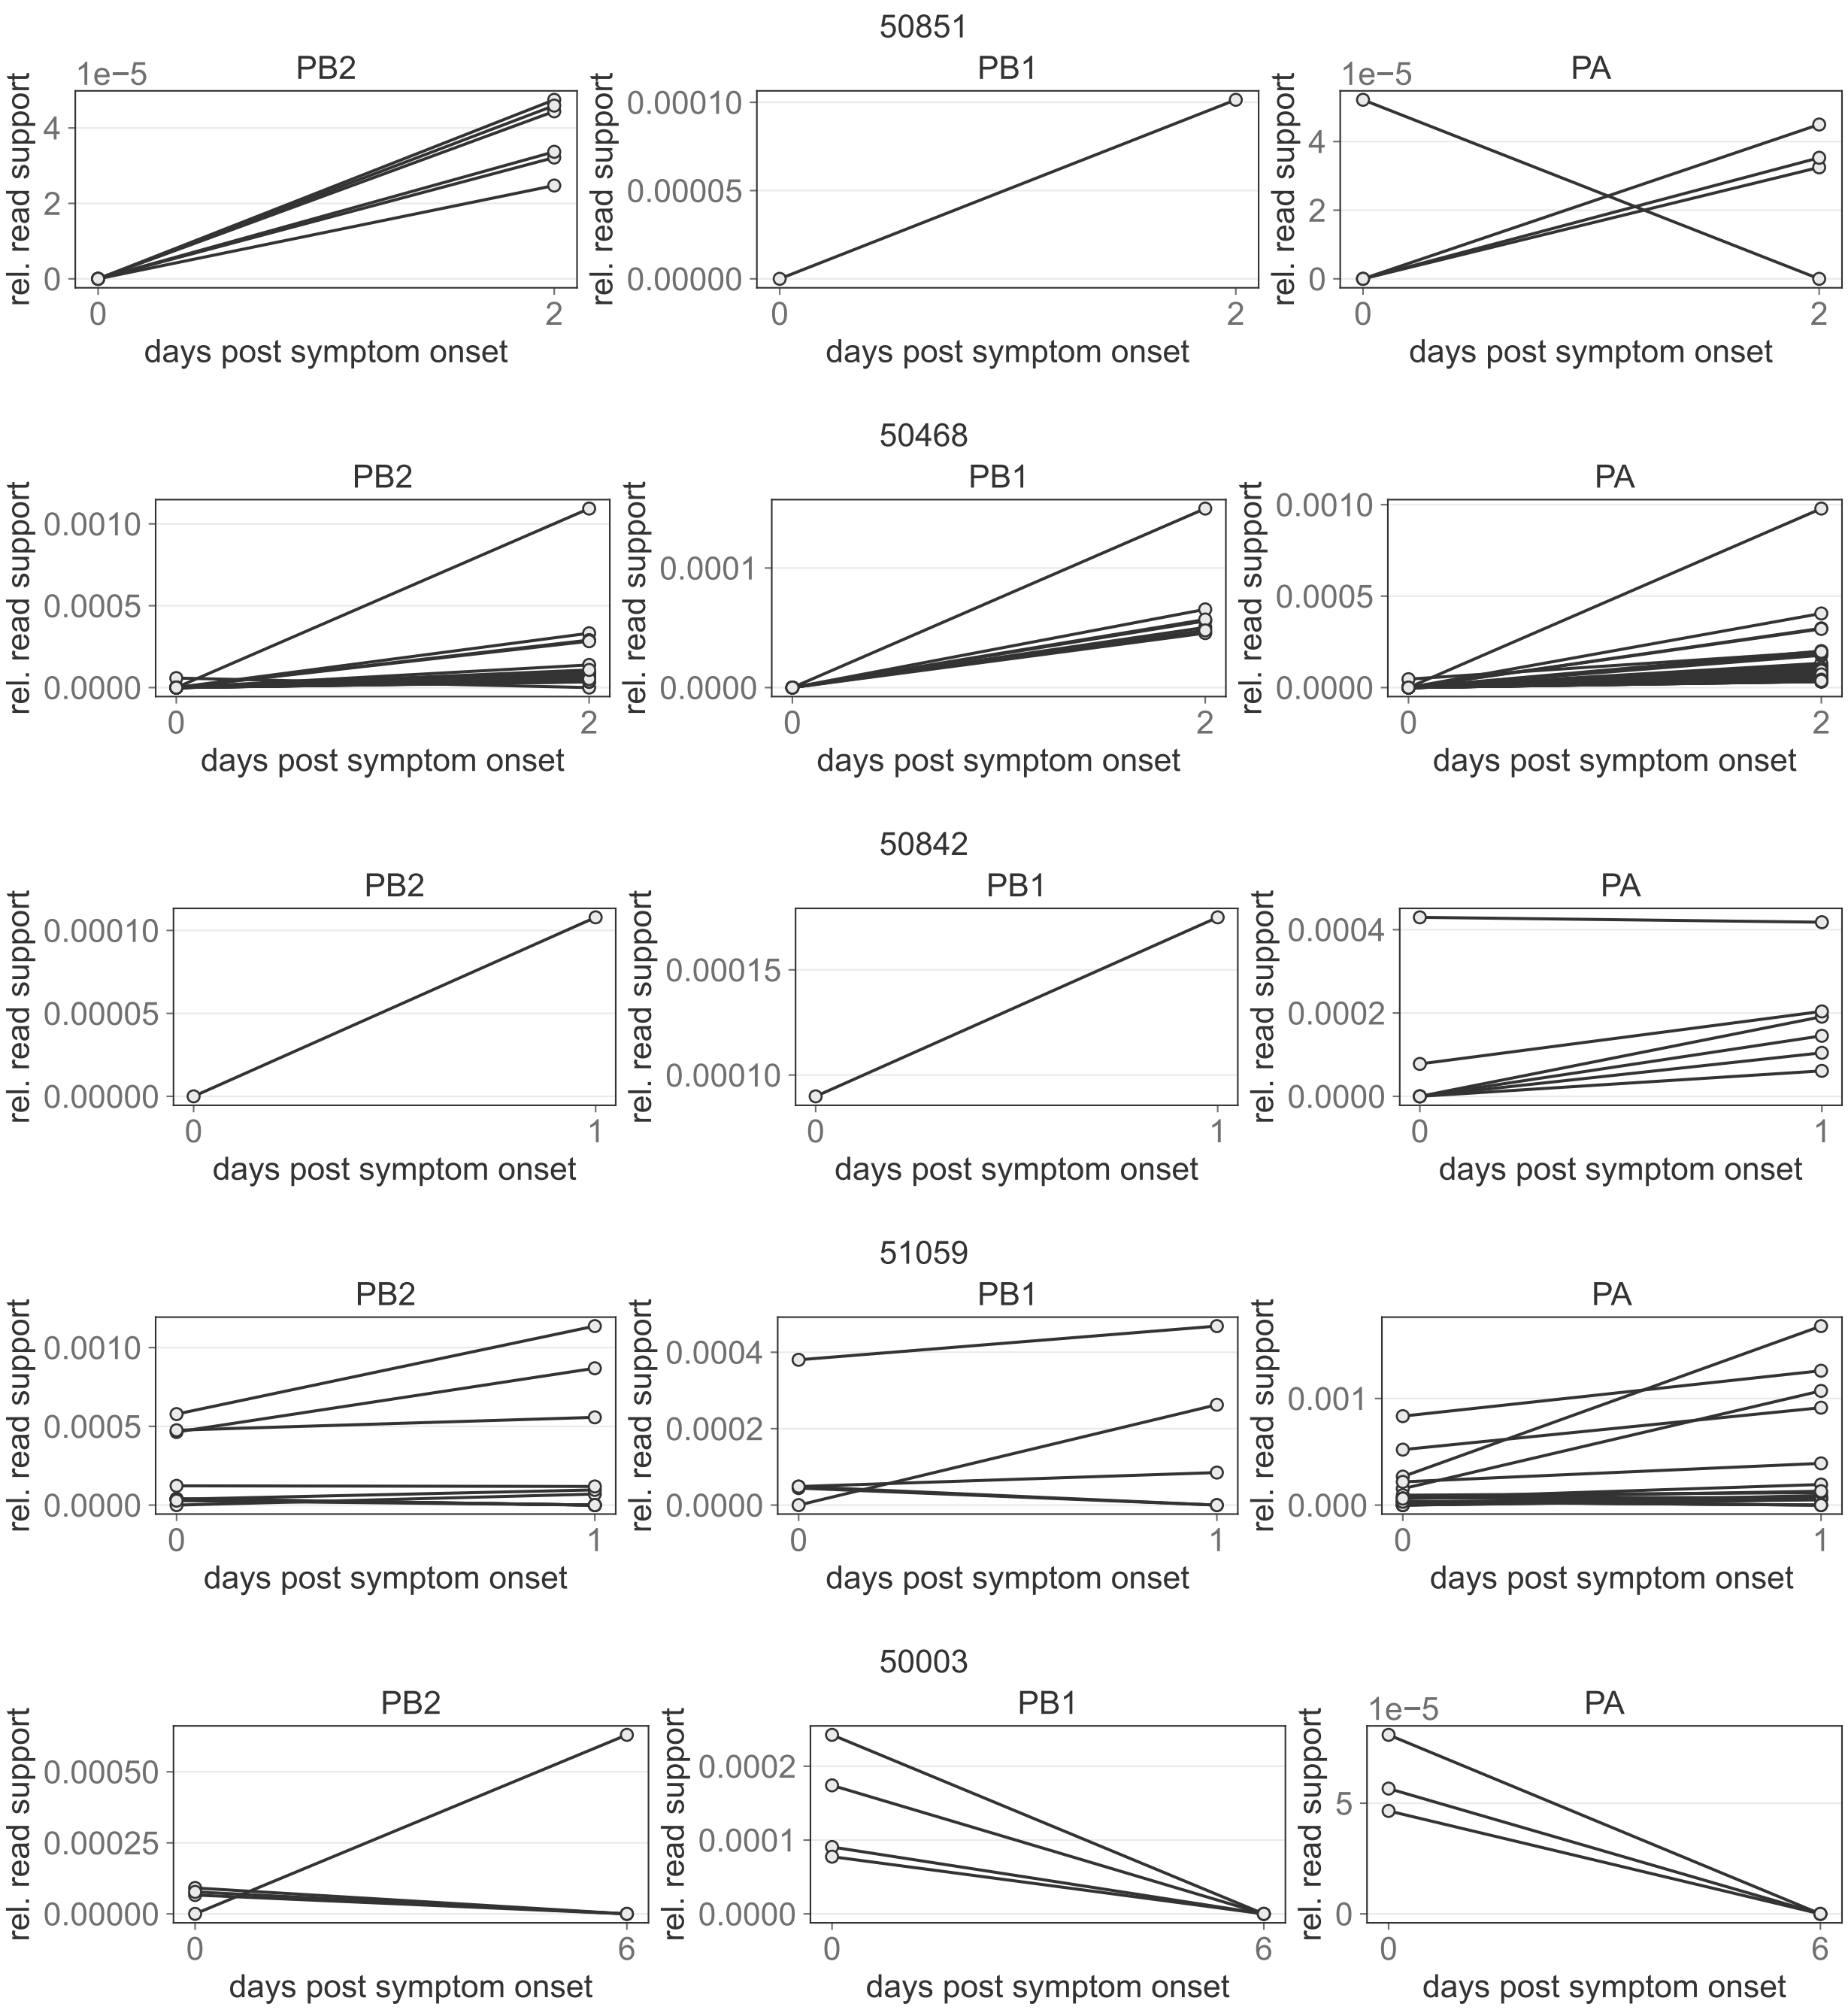 50851
PB2 PB1 PA
1e−5 1e−5
rel. read support
4
2
0
0 2
days post symptom onset
rel. read support
0.00010
0.00005
0.00000
0 2
days post symptom onset
rel. read support
4
2
0
0 2
days post symptom onset
50468
PB2 PB1 PA
rel. read support
0.0010
0.0005
0.0000
0 2
days post symptom onset
rel. read support
0.0001
0.0000
0 2
days post symptom onset
rel. read support
0.0010
0.0005
0.0000
0 2
days post symptom onset
50842
PB2 PB1 PA
rel. read support
0.00010
0.00005
0.00000
0 1
days post symptom onset
rel. read support
0.00015
0.00010
0 1
days post symptom onset
rel. read support
0.0004
0.0002
0.0000
0 1
days post symptom onset
51059
PB2 PB1 PA
rel. read support
0.0010
0.0005
0.0000
0 1
days post symptom onset
rel. read support
0.0004
0.0002
0.0000
0 1
days post symptom onset
rel. read support
0.001
0.000
0 1
days post symptom onset
50003
PB2 PB1 PA
1e−5
rel. read support
0.00050
0.00025
0.00000
0 6
days post symptom onset
rel. read support
0.0002
0.0001
0.0000
0 6
days post symptom onset
rel. read support
5
0
0 6
days post symptom onset